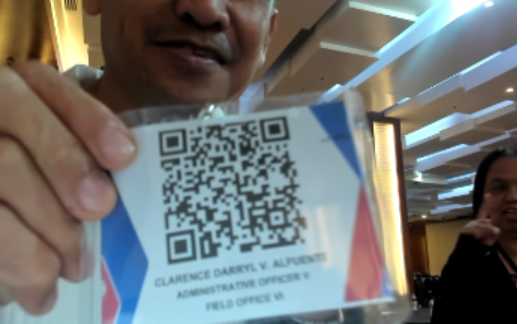 CLARENCE DARRYL V. ALFUENTE
ADMINISTRATIVE OFFICER V
FIELD OFFICE VI